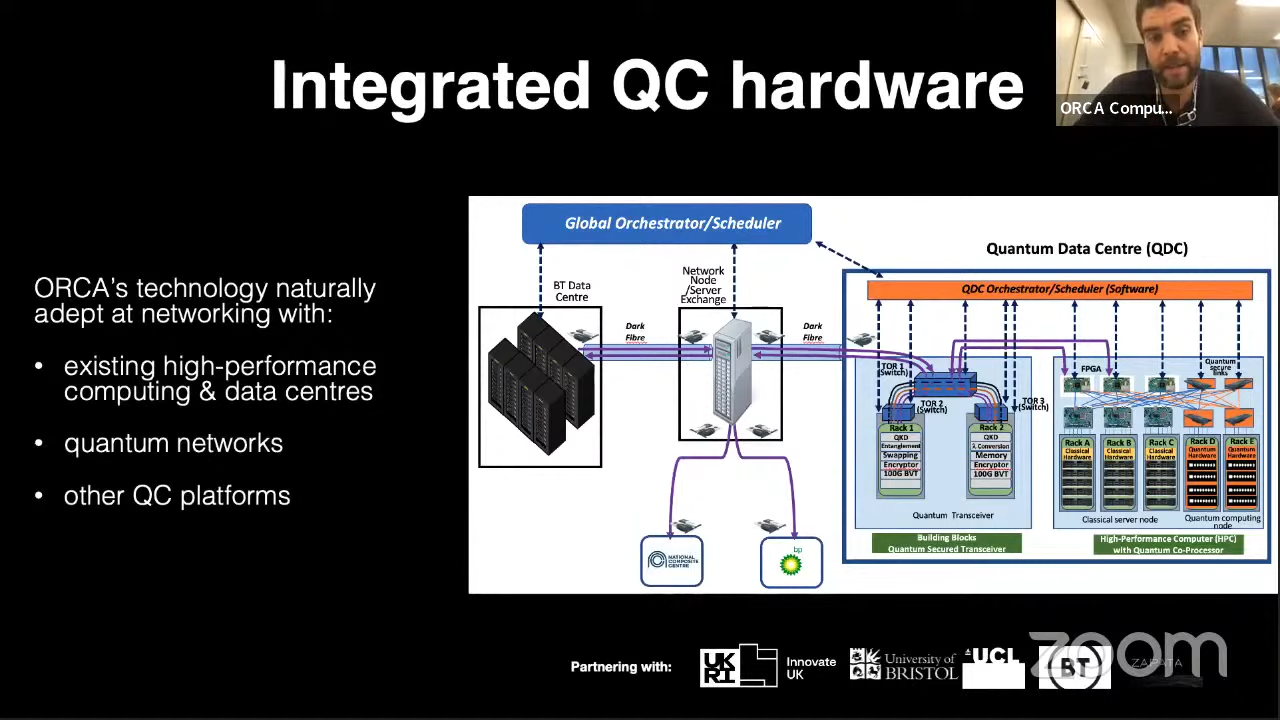 Integrated QC hardware
ORCA Compu...
ORCA's technology naturally
adept at networking with:
• existing high-performance
computing & data centres
• quantum networks
• other QC platforms
Global Orchestrator/Scheduler
BT Data
Centre
Network
Node
/Server
Exchange
Dark
Fibre
Dark
Fibre
NATIONAL
COMPOSITES
CENTRE
bp
Quantum Data Centre (QDC)
QDC Orchestrator/Scheduler (Software)
TOR 1
(Switch)
TOR 2
(Switch)
TOR 3
(Switch)
Rack 1
QKD
Entanglement
Swapping
Encryptor
100G BVT
Rack 2
QKD
λ Conversion
Memory
Encryptor
100G BVT
Quantum Transceiver
Building Blocks
Quantum Secured Transceiver
FPGA
Quantum
secure
links
Rack A
Classical
Hardware
Rack B
Classical
Hardware
Rack C
Classical
Hardware
Rack D
Quantum
Hardware
Rack E
Quantum
Hardware
Classical server node
Quantum computing
node
High-Performance Computer (HPC)
with Quantum Co-Processor
Partnering with:
UK
RI
Innovate
UK
University of
BRISTOL
UCL
BT
ZAPATA
zoom